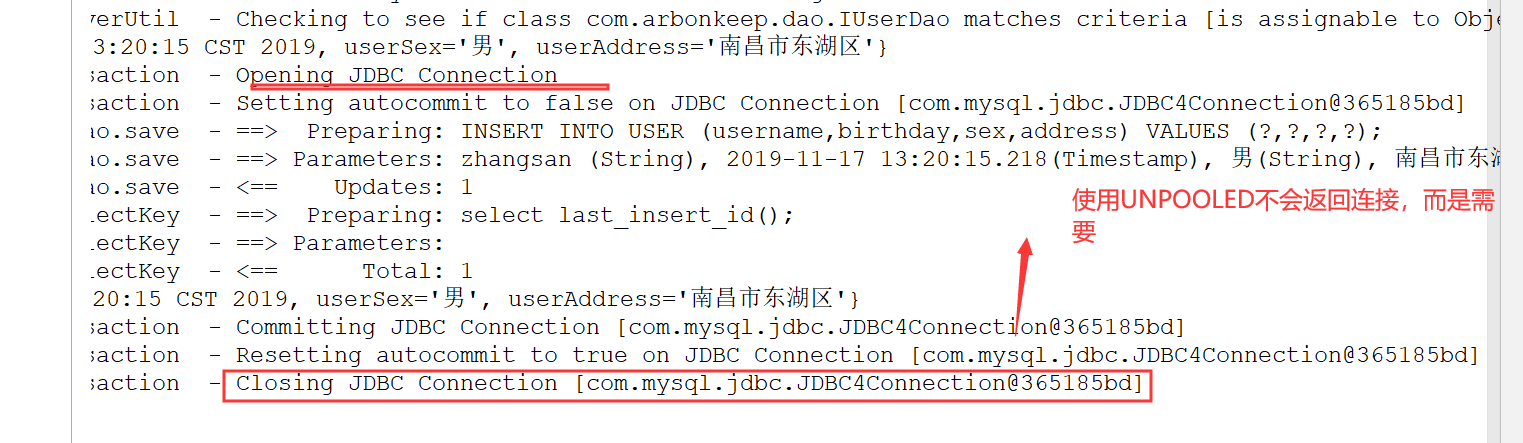 verUtil - Checking to see if class com.arbonkeep.dao.IUserDao matches criteria [is assignable to Obje
3:20:15 CST 2019, userSex='男', userAddress='南昌市东湖区'}
saction - Opening JDBC Connection
saction - Setting autocommit to false on JDBC Connection [com.mysql.jdbc.JDBC4Connection@365185bd]
ao.save - ==> Preparing: INSERT INTO USER (username,birthday,sex,address) VALUES (?,?,?,?);
ao.save - ==> Parameters: zhangsan (String), 2019-11-17 13:20:15.218(Timestamp), 男(String), 南昌市东湖
ao.save - <== Updates: 1
lectKey - ==> Preparing: select last_insert_id();
lectKey - ==> Parameters:
lectKey - <== Total: 1
使用UNPOOLED不会返回连接，而是需
要
20:15 CST 2019, userSex='男', userAddress='南昌市东湖区'}
saction - Committing JDBC Connection [com.mysql.jdbc.JDBC4Connection@365185bd]
saction - Resetting autocommit to true on JDBC Connection [com.mysql.jdbc.JDBC4Connection@365185bd]
saction - Closing JDBC Connection [com.mysql.jdbc.JDBC4Connection@365185bd]